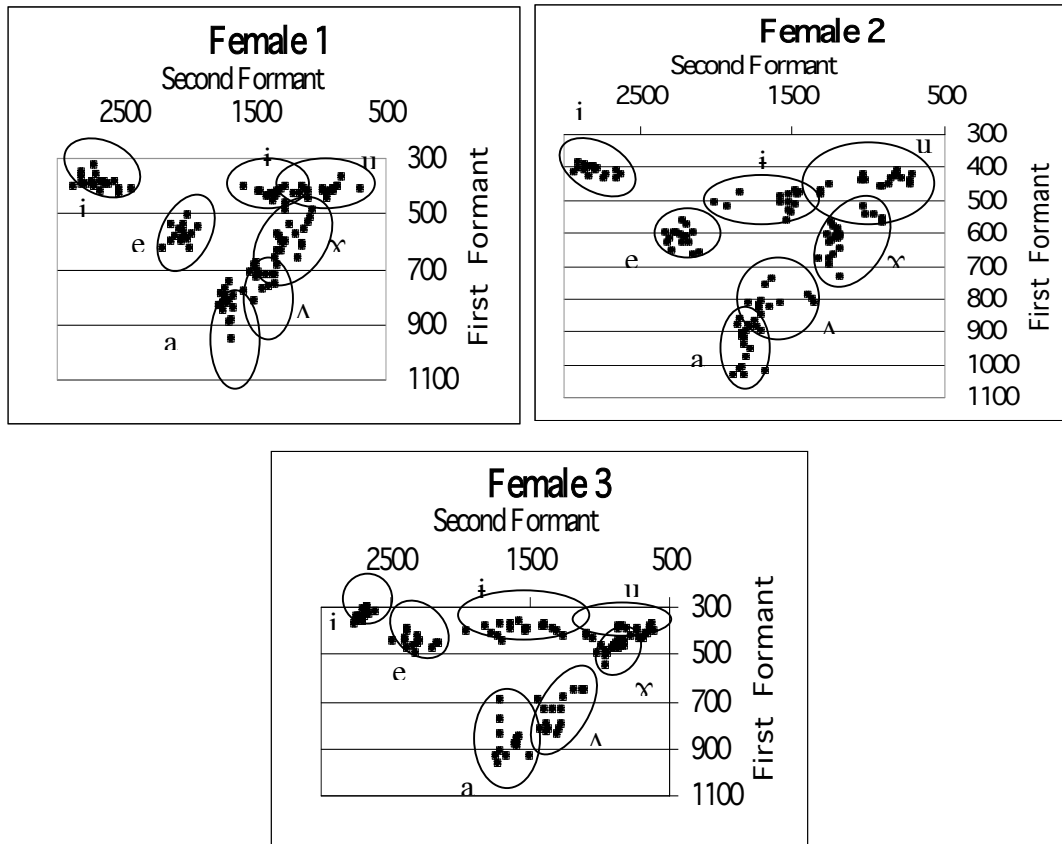 Female 1
Second Formant
2500 1500 500
300
500
700
900
1100
First Formant
i
e
a
ɨ
u
ɤ
ʌ
Female 2
Second Formant
2500 1500 500
300
400
500
600
700
800
900
1000
1100
First Formant
i
e
a
ɨ
u
ɤ
ʌ
Female 3
Second Formant
2500 1500 500
300
500
700
900
1100
First Formant
i
e
a
ɨ
u
ɤ
ʌ